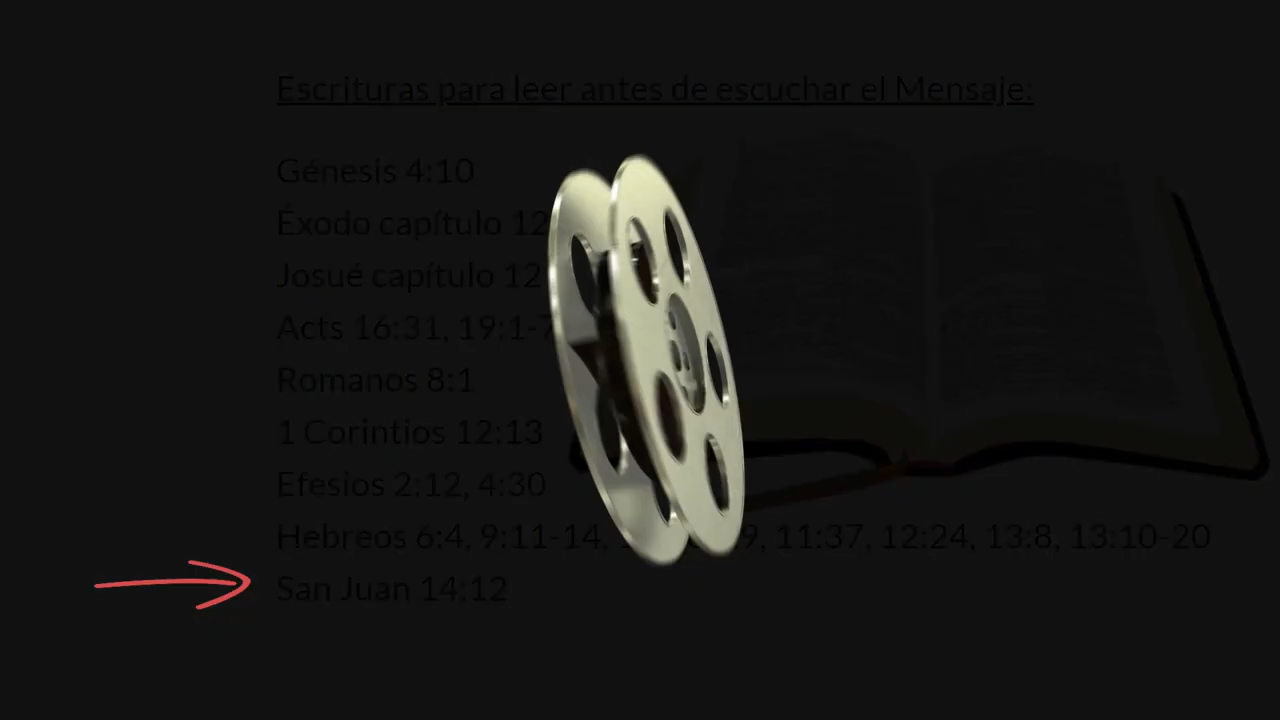 Escrituras para leer antes de escuchar el Mensaje:
Génesis 4:10
Éxodo capítulo 12
Josué capítulo 12
Acts 16:31, 19:1-7
Romanos 8:1
1 Corintios 12:13
Efesios 2:12, 4:30
Hebreos 6:4, 9:11-14, 11:37, 12:24, 13:8, 13:10-20
San Juan 14:12